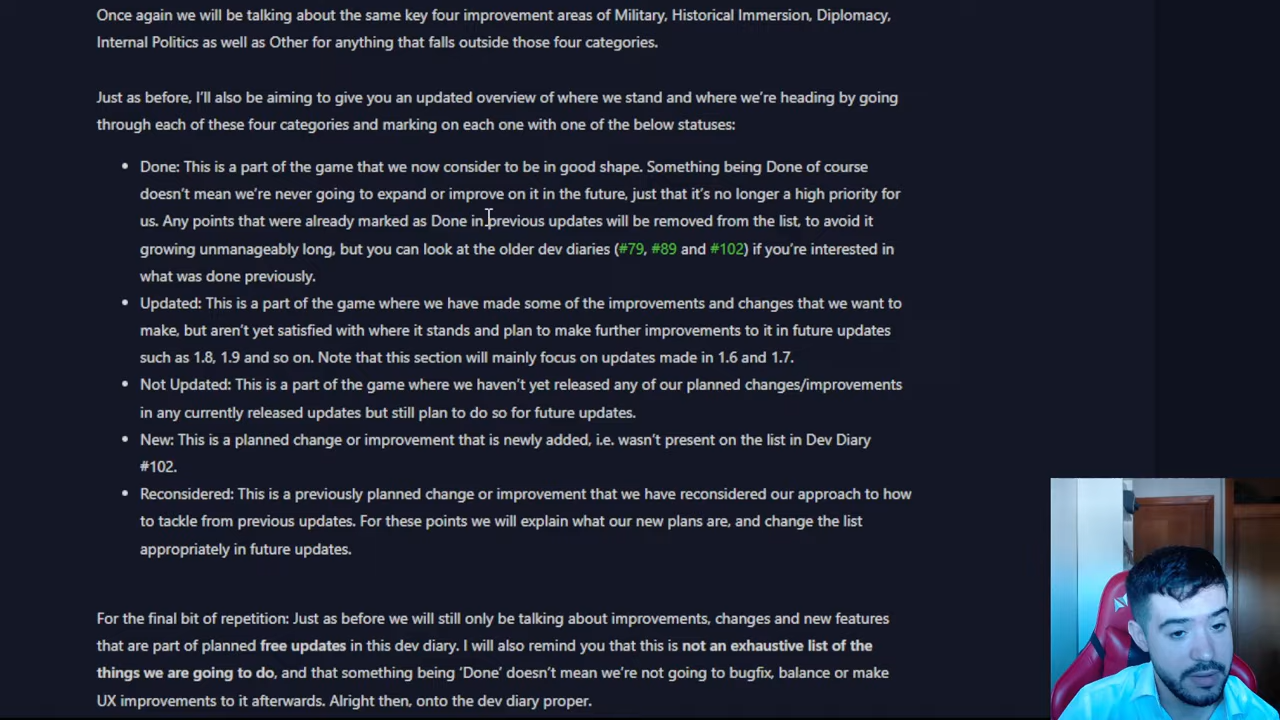 Once again we will be talking about the same key four improvement areas of Military, Historical Immersion, Diplomacy,
Internal Politics as well as Other for anything that falls outside those four categories.
Just as before, I'll also be aiming to give you an updated overview of where we stand and where we're heading by going
through each of these four categories and marking on each one with one of the below statuses:
• Done: This is a part of the game that we now consider to be in good shape. Something being Done of course
doesn't mean we're never going to expand or improve on it in the future, just that it's no longer a high priority for
us. Any points that were already marked as Done in previous updates will be removed from the list, to avoid it
growing unmanageably long, but you can look at the older dev diaries (#79, #89 and #102) if you're interested in
what was done previously.
• Updated: This is a part of the game where we have made some of the improvements and changes that we want to
make, but aren't yet satisfied with where it stands and plan to make further improvements to it in future updates
such as 1.8, 1.9 and so on. Note that this section will mainly focus on updates made in 1.6 and 1.7.
• Not Updated: This is a part of the game where we haven't yet released any of our planned changes/improvements
in any currently released updates but still plan to do so for future updates.
• New: This is a planned change or improvement that is newly added, i.e. wasn't present on the list in Dev Diary
#102.
• Reconsidered: This is a previously planned change or improvement that we have reconsidered our approach to how
to tackle from previous updates. For these points we will explain what our new plans are, and change the list
appropriately in future updates.
For the final bit of repetition: Just as before we will still only be talking about improvements, changes and new features
that are part of planned free updates in this dev diary. I will also remind you that this is not an exhaustive list of the
things we are going to do, and that something being 'Done' doesn't mean we're not going to bugfix, balance or make
UX improvements to it afterwards. Alright then, onto the dev diary proper.